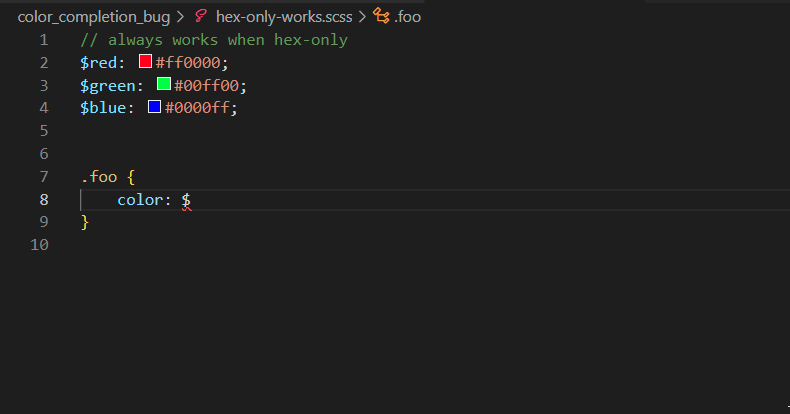 color_completion_bug > hex-only-works.scss > .foo
1 // always works when hex-only
2 $red: #ff0000;
3 $green: #00ff00;
4 $blue: #0000ff;
5
6
7 .foo {
8 color: $
9 }
10